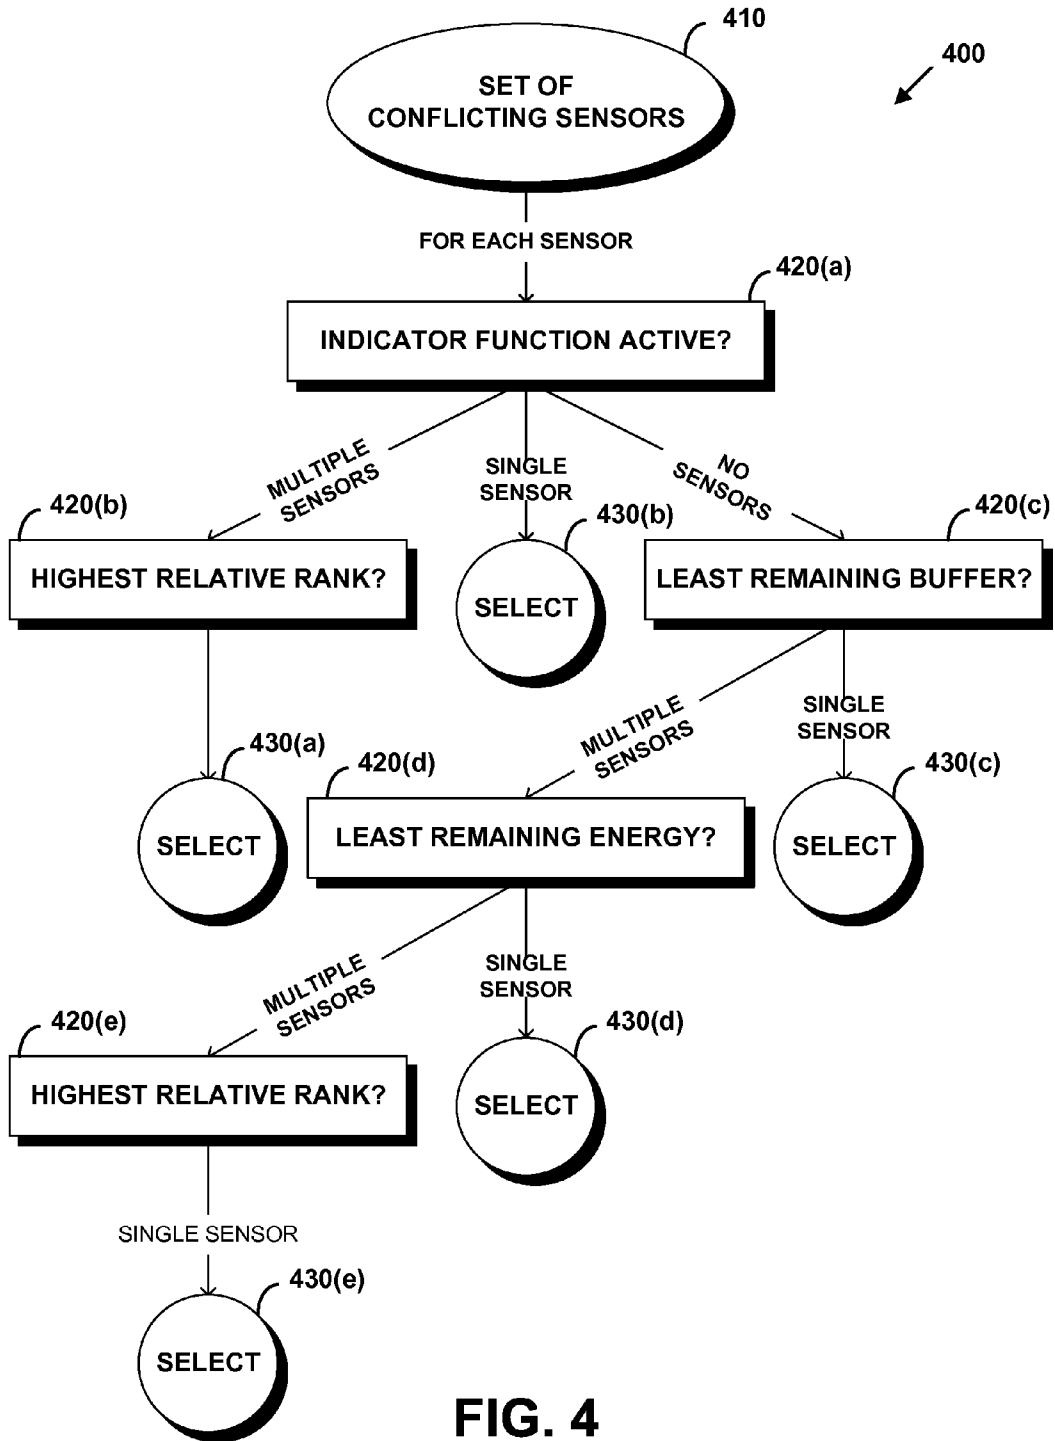 410
400
SET OF
CONFLICTING SENSORS
FOR EACH SENSOR
420(a)
INDICATOR FUNCTION ACTIVE?
MULTIPLE
SENSORS
SINGLE
SENSOR
NO
SENSORS
420(b)
430(b)
420(c)
HIGHEST RELATIVE RANK?
SELECT
LEAST REMAINING BUFFER?
MULTIPLE
SENSORS
SINGLE
SENSOR
430(a)
420(d)
430(c)
SELECT
LEAST REMAINING ENERGY?
SELECT
MULTIPLE
SENSORS
SINGLE
SENSOR
420(e)
430(d)
HIGHEST RELATIVE RANK?
SELECT
SINGLE SENSOR
430(e)
SELECT
FIG. 4